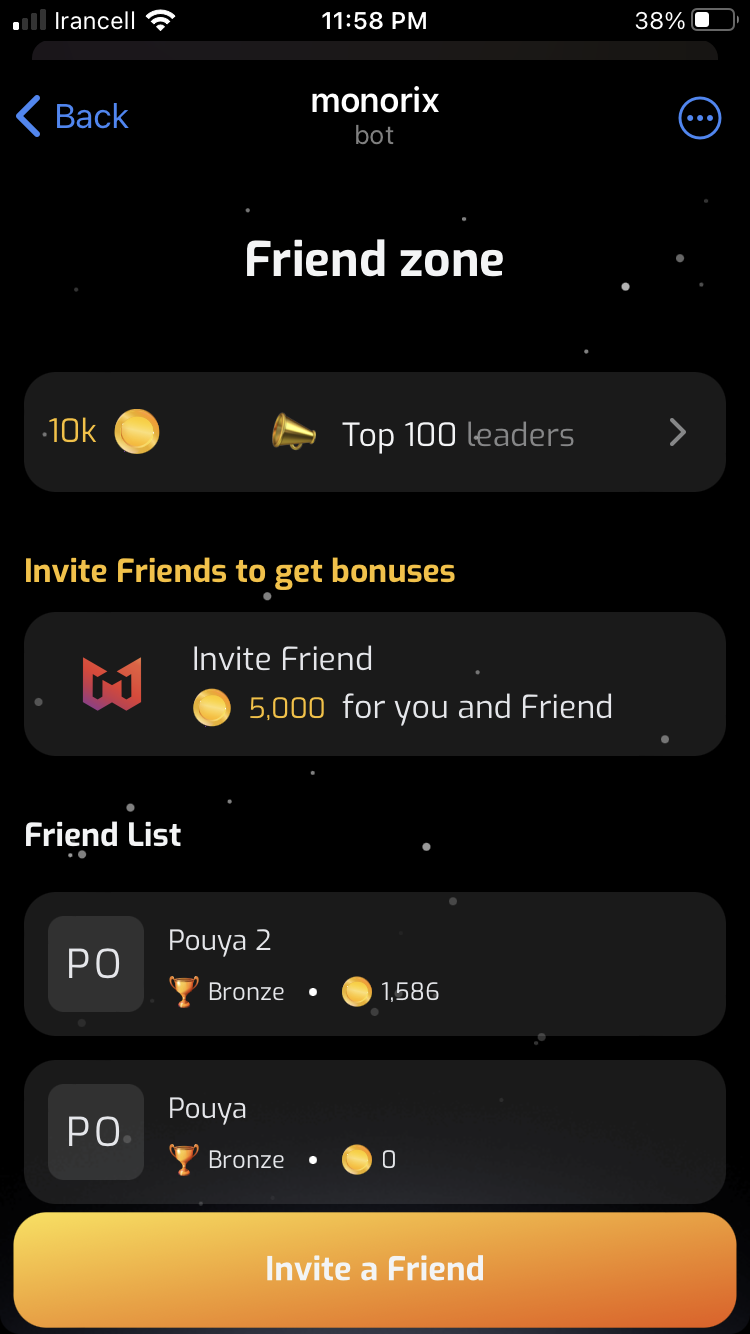 Irancell 11:58 PM 38%
Back monorix
bot
Friend zone
10k Top 100 leaders
Invite Friends to get bonuses
Invite Friend
5,000 for you and Friend
Friend List
PO Pouya 2
Bronze • 1,586
PO Pouya
Bronze • 0
Invite a Friend